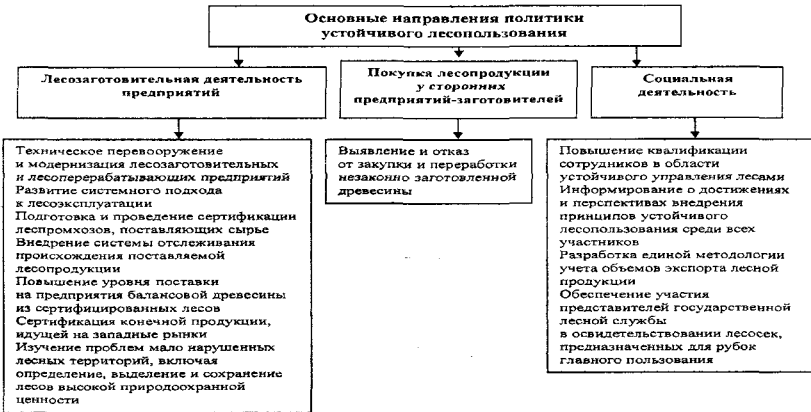 Основные направления политики
устойчивого лесопользования
Лесозаготовительная деятельность
предприятий
Покупка лесопродукции
у сторонних
предприятий-заготовителей
Социальная
деятельность
Техническое перевооружение
и модернизация лесозаготовительных
и лесоперерабатывающих предприятий
Развитие системного подхода
к лесоэксплуатации
Подготовка и проведение сертификации
леспромхозов, поставляющих сырье
Внедрение системы отслеживания
происхождения поставляемой
лесопродукции
Повышение уровня поставки
на предприятия балансовой древесины
из сертифицированных лесов
Сертификация конечной продукции,
идущей на западные рынки
Изучение проблем мало нарушенных
лесных территорий, включая
определение, выделение и сохранение
лесов высокой природоохранной
ценности
Выявление и отказ
от закупки и переработки
незаконно заготовленной
древесины
Повышение квалификации
сотрудников в области
устойчивого управления лесами
Информирование о достижениях
и перспективах внедрения
принципов устойчивого
лесопользования среди всех
участников
Разработка единой методологии
учета объемов экспорта лесной
продукции
Обеспечение участия
представителей государственной
лесной службы
в освидетельствовании лесосек,
предназначенных для рубок
главного пользования